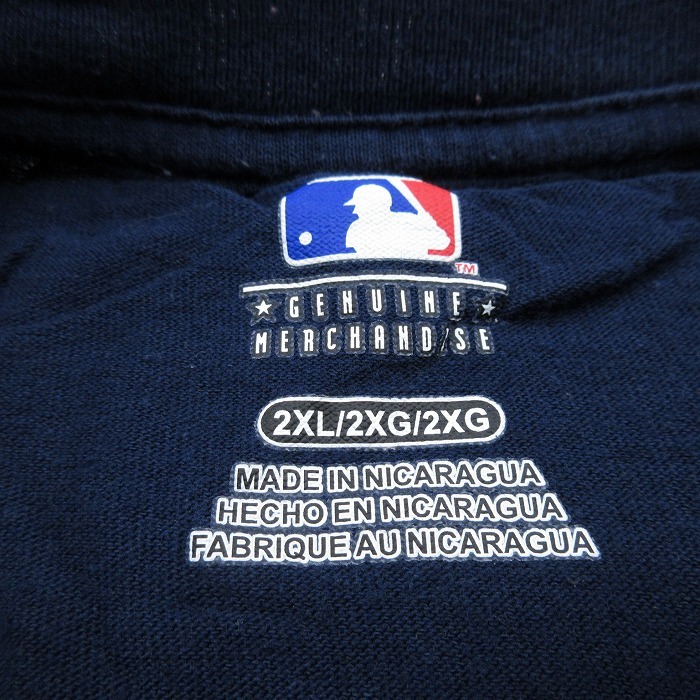 TM
★ GENUINE ★
MERCHANDISE
2XL/2XG/2XG
MADE IN NICARAGUA
HECHO EN NICARAGUA
FABRIQUE AU NICARAGUA